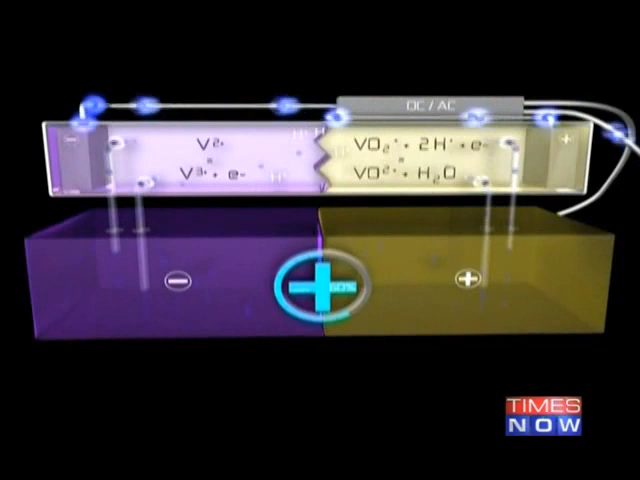 DC / AC
− +
V²⁺
=
V³⁺ + e-
VO₂⁺ + 2H⁺ + e-
=
VO²⁺ + H₂O
H⁺
60%
TIMES
NOW